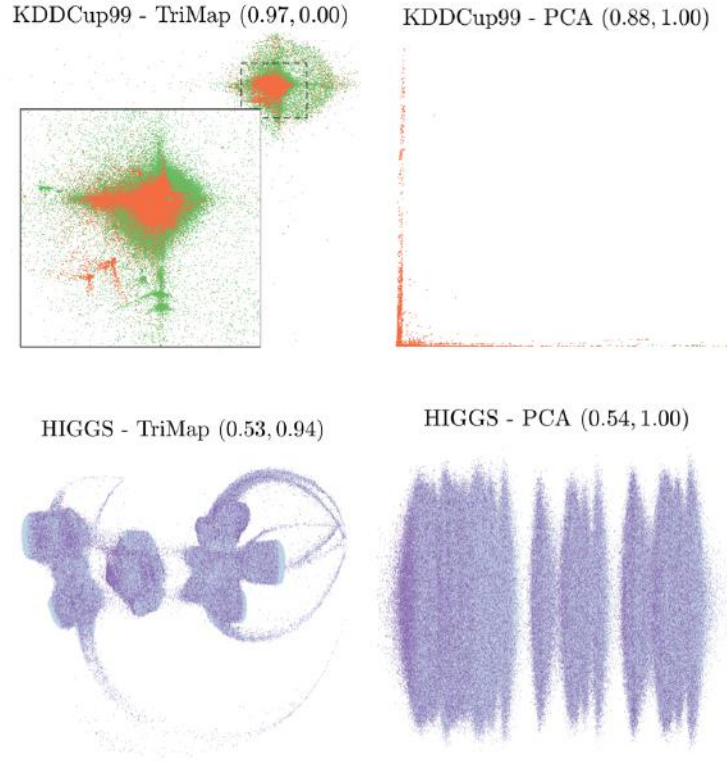 KDDCup99 - TriMap (0.97, 0.00)
KDDCup99 - PCA (0.88, 1.00)
HIGGS - TriMap (0.53, 0.94)
HIGGS - PCA (0.54, 1.00)